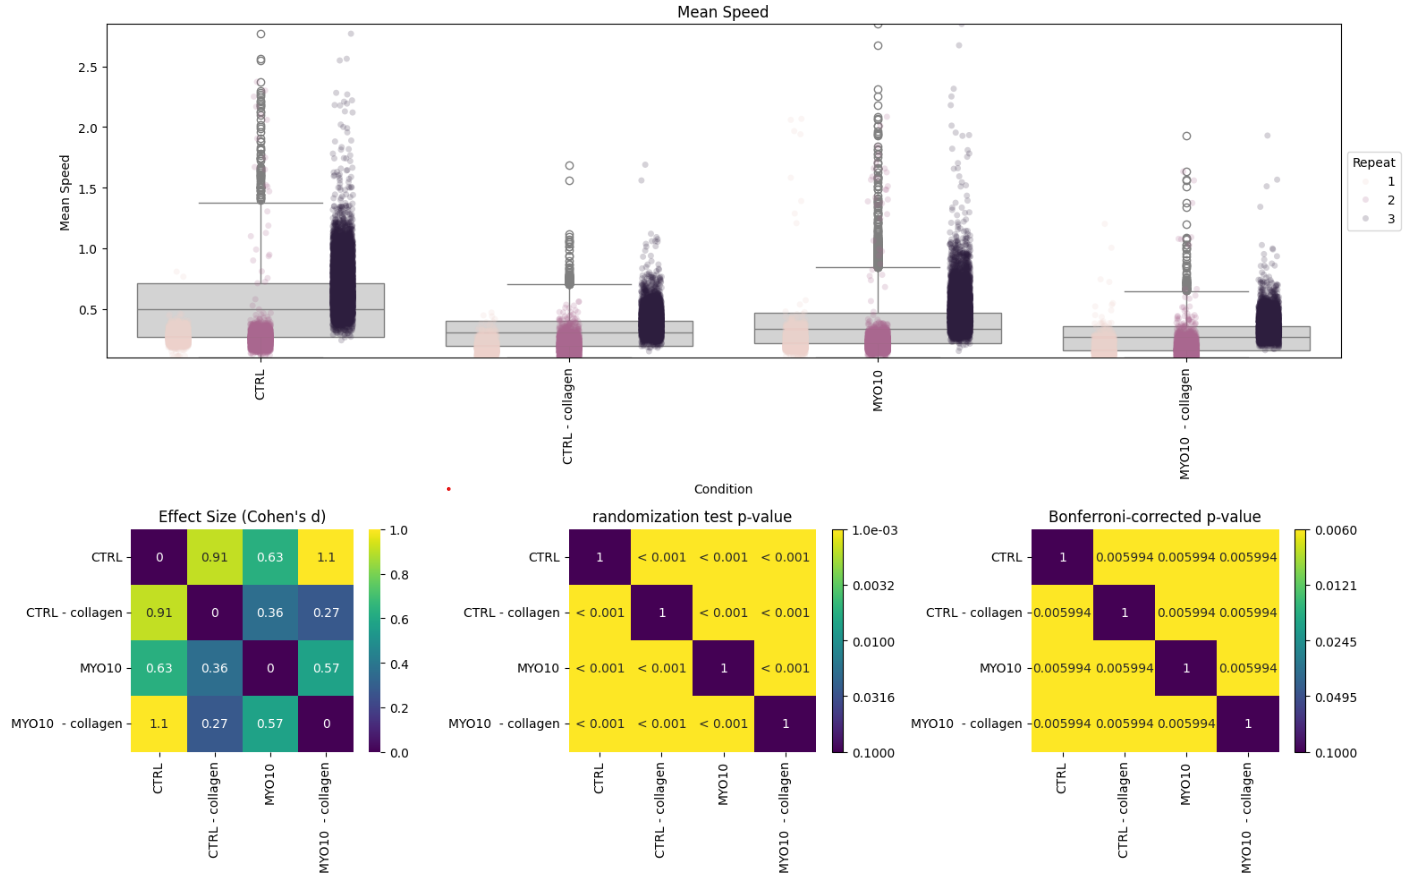 Mean Speed
2.5
2.0
1.5
1.0
0.5
Mean Speed
Repeat
1
2
3
CTRL
CTRL - collagen
MYO10
MYO10  - collagen
Condition
Effect Size (Cohen's d)
CTRL 0 0.91 0.63 1.1
CTRL - collagen 0.91 0 0.36 0.27
MYO10 0.63 0.36 0 0.57
MYO10  - collagen 1.1 0.27 0.57 0
CTRL
CTRL - collagen
MYO10
MYO10  - collagen
1.0
0.8
0.6
0.4
0.2
0.0
randomization test p-value
CTRL 1 < 0.001 < 0.001 < 0.001
CTRL - collagen < 0.001 1 < 0.001 < 0.001
MYO10 < 0.001 < 0.001 1 < 0.001
MYO10  - collagen < 0.001 < 0.001 < 0.001 1
CTRL
CTRL - collagen
MYO10
MYO10  - collagen
1.0e-03
0.0032
0.0100
0.0316
0.1000
Bonferroni-corrected p-value
CTRL 1 0.005994 0.005994 0.005994
CTRL - collagen 0.005994 1 0.005994 0.005994
MYO10 0.005994 0.005994 1 0.005994
MYO10  - collagen 0.005994 0.005994 0.005994 1
CTRL
CTRL - collagen
MYO10
MYO10  - collagen
0.0060
0.0121
0.0245
0.0495
0.1000